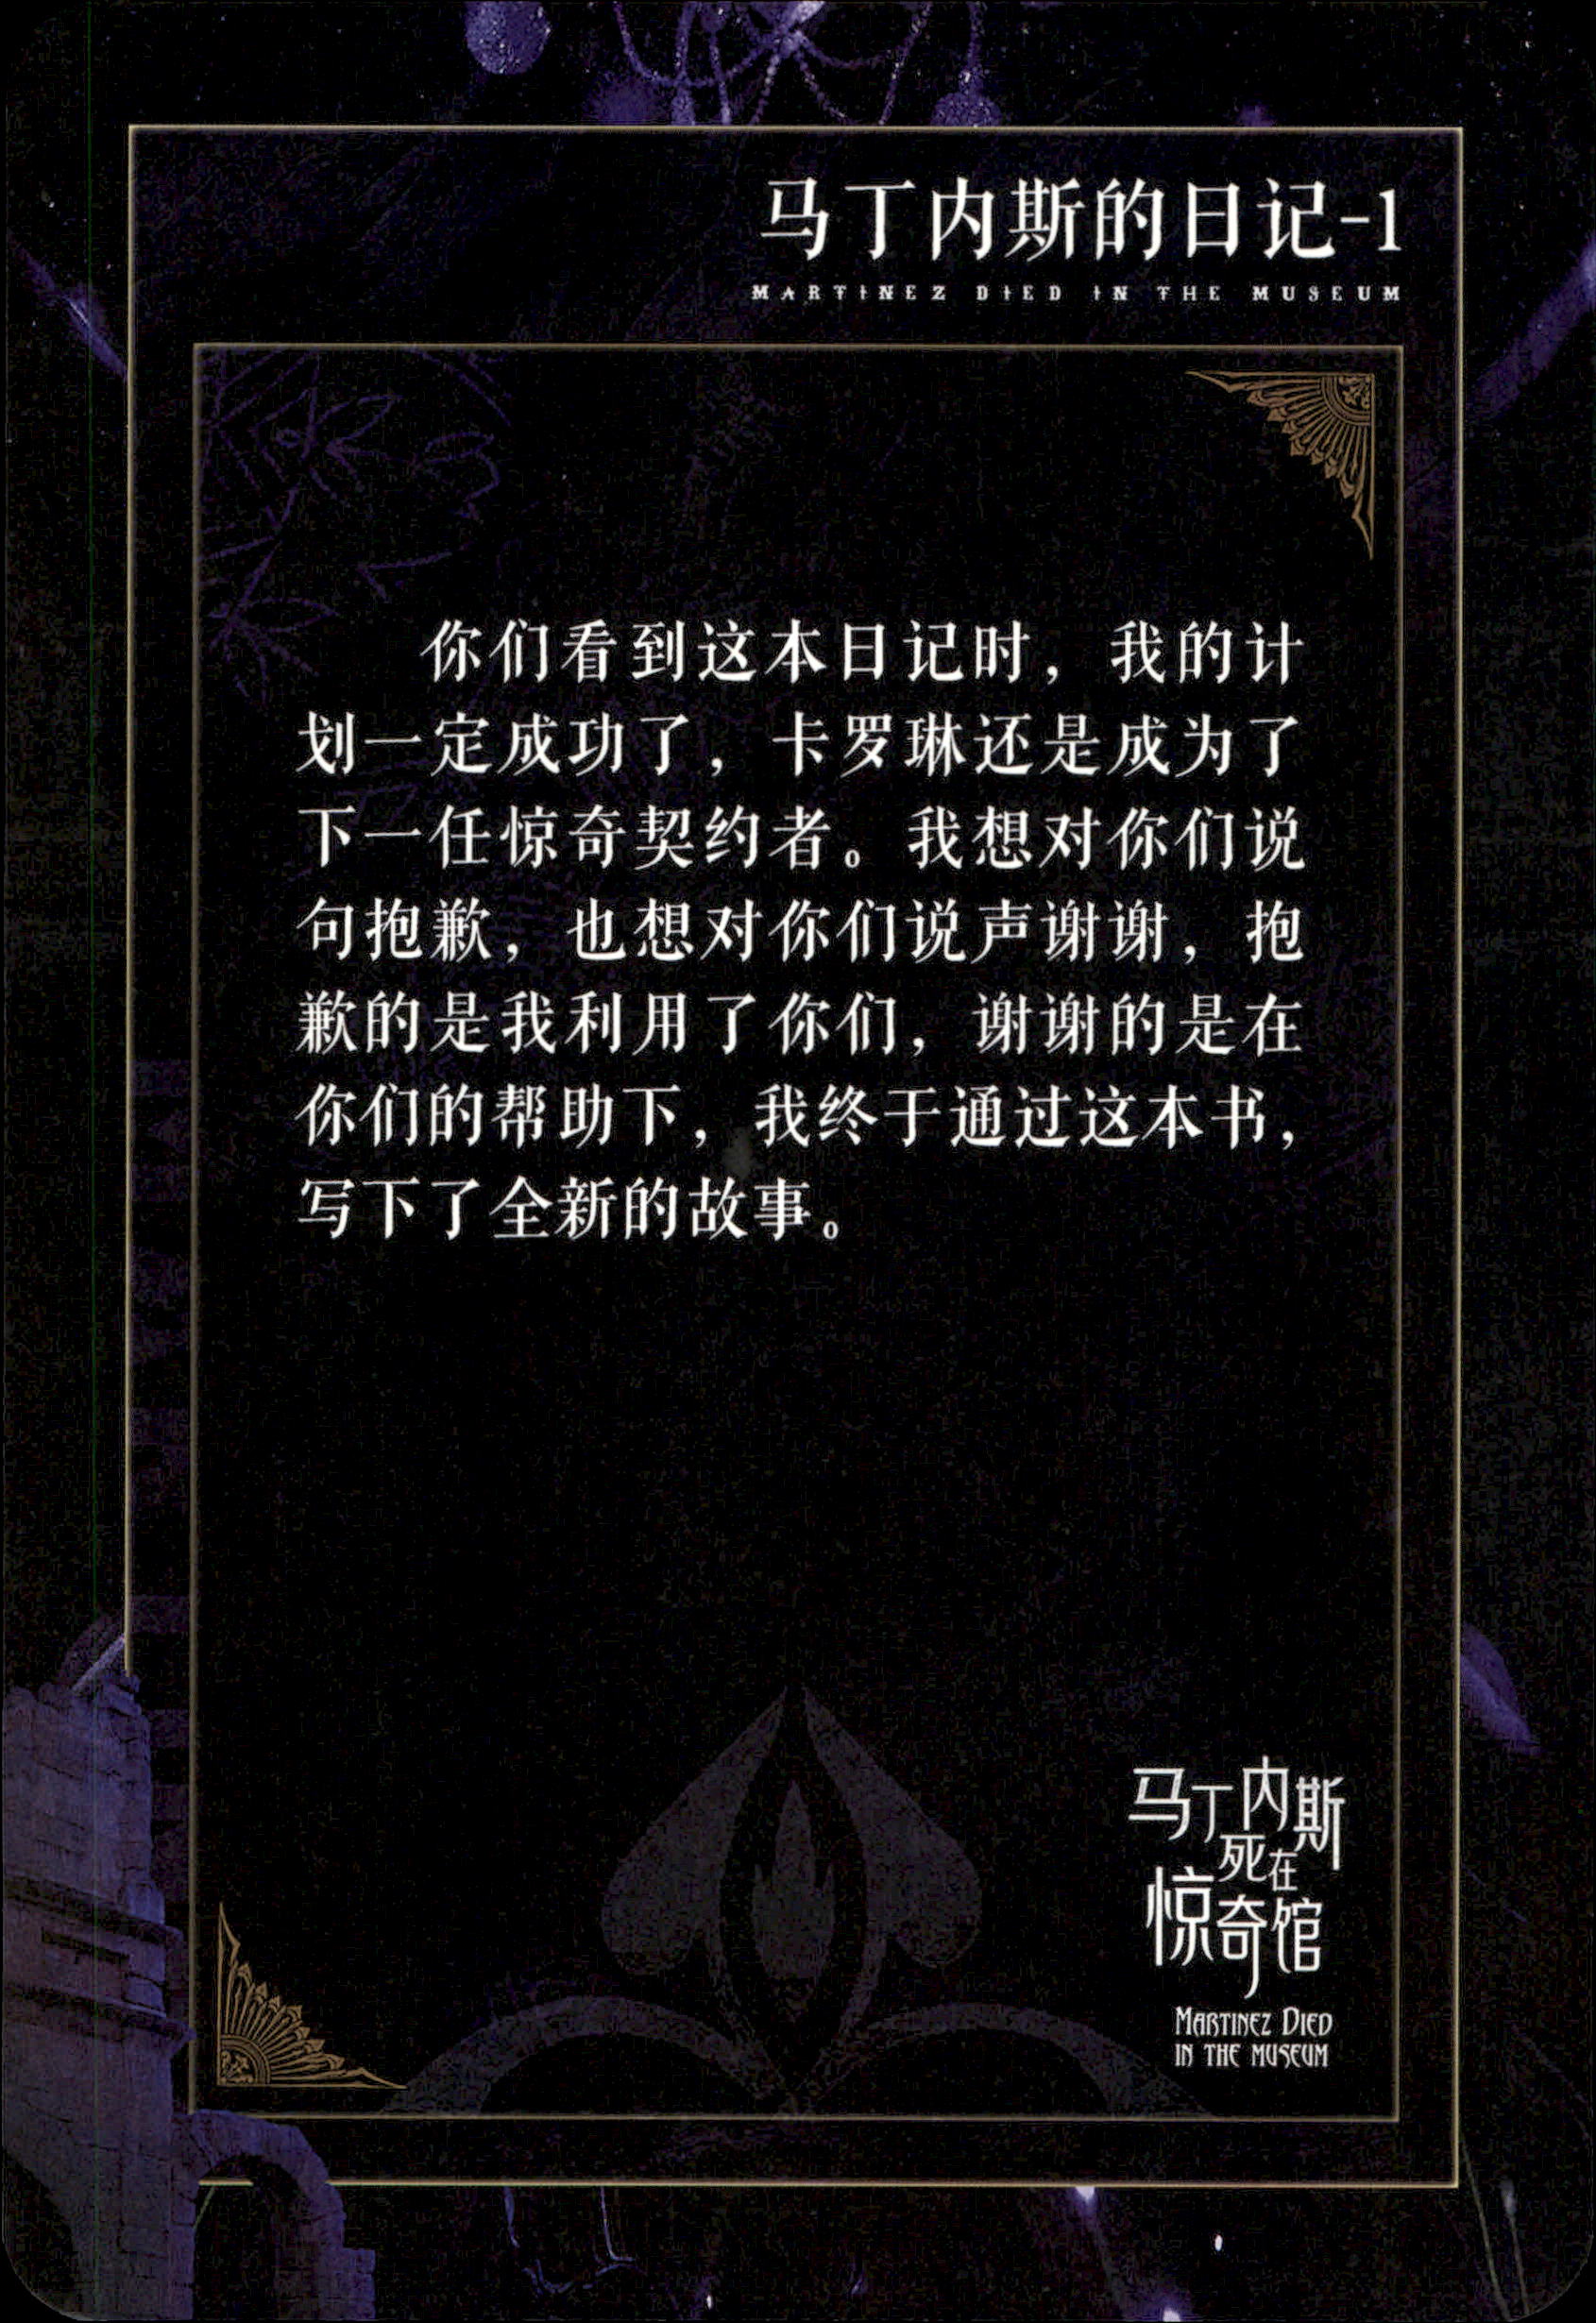 马丁内斯的日记-1
MARTINEZ DIED IN THE MUSEUM
你们看到这本日记时，我的计
划一定成功了，卡罗琳还是成为了
下一任惊奇契约者。我想对你们说
句抱歉，也想对你们说声谢谢，抱
歉的是我利用了你们，谢谢的是在
你们的帮助下，我终于通过这本书，
写下了全新的故事。
马丁内斯
死在
惊奇馆
MARTINEZ DIED
IN THE MUSEUM